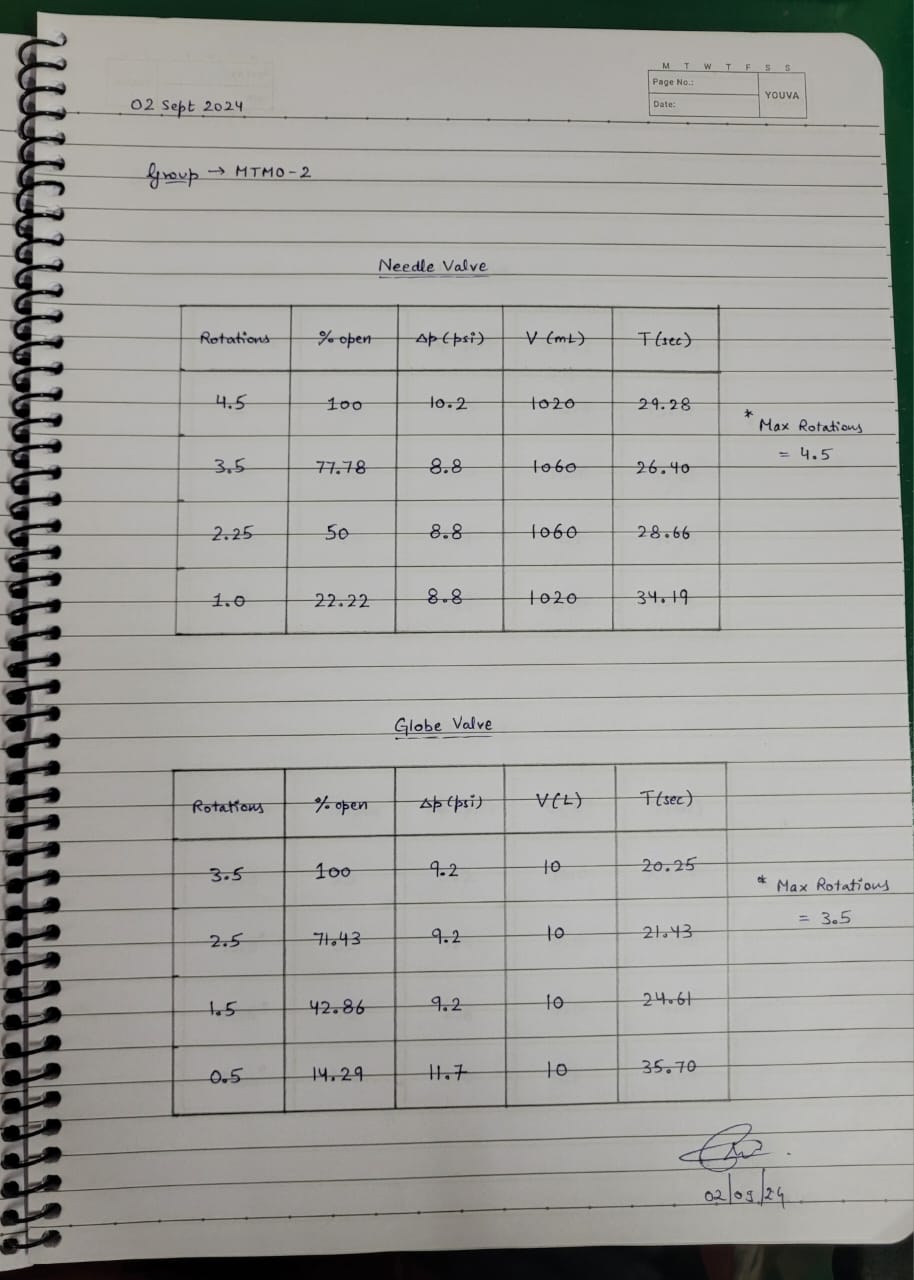 M T W T F S S
Page No.:
YOUVA
Date:
02 Sept 2024
Group → MTMO-2
Needle Valve
Rotations % open Δp (psi) V (mL) T(sec)
4.5 100 10.2 1020 29.28
* Max Rotations
= 4.5
3.5 77.78 8.8 1060 26.40
2.25 50 8.8 1060 28.66
1.0 22.22 8.8 1020 34.19
Globe Valve
Rotations % open Δp (psi) V(L) T(sec)
3.5 100 9.2 10 20.25
* Max Rotations
= 3.5
2.5 71.43 9.2 10 21.43
1.5 42.86 9.2 10 24.61
0.5 14.29 11.7 10 35.70
02/09/24